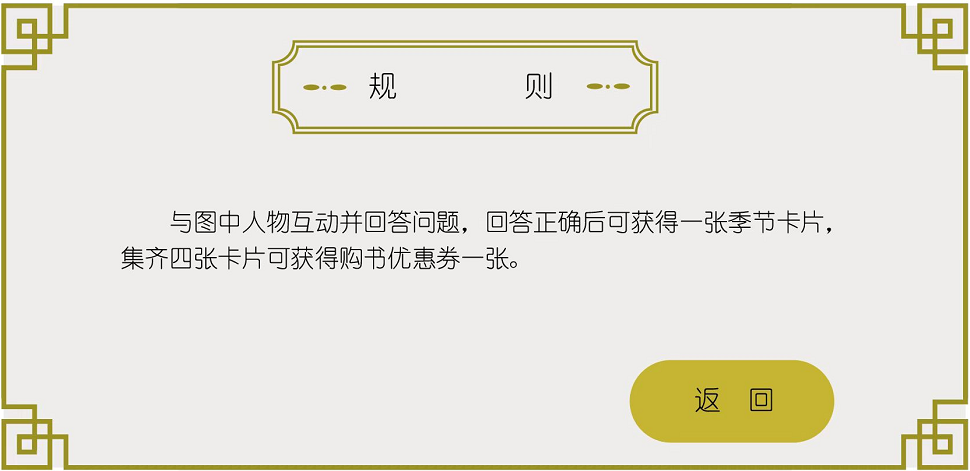 规 则
与图中人物互动并回答问题，回答正确后可获得一张季节卡片，
集齐四张卡片可获得购书优惠券一张。
返 回